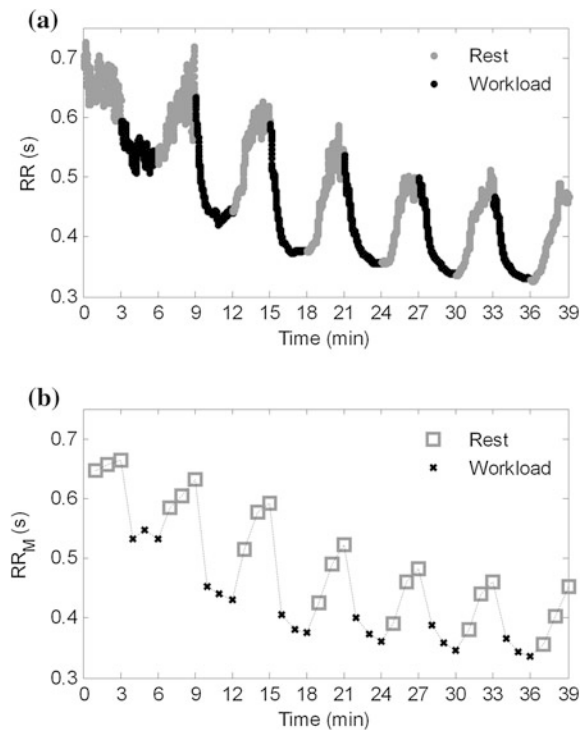 (a)
0.7
0.6
0.5
0.4
0.3
RR (s)
Rest
Workload
0 3 6 9 12 15 18 21 24 27 30 33 36 39
Time (min)
(b)
0.7
0.6
0.5
0.4
0.3
RR_M (s)
Rest
Workload
0 3 6 9 12 15 18 21 24 27 30 33 36 39
Time (min)